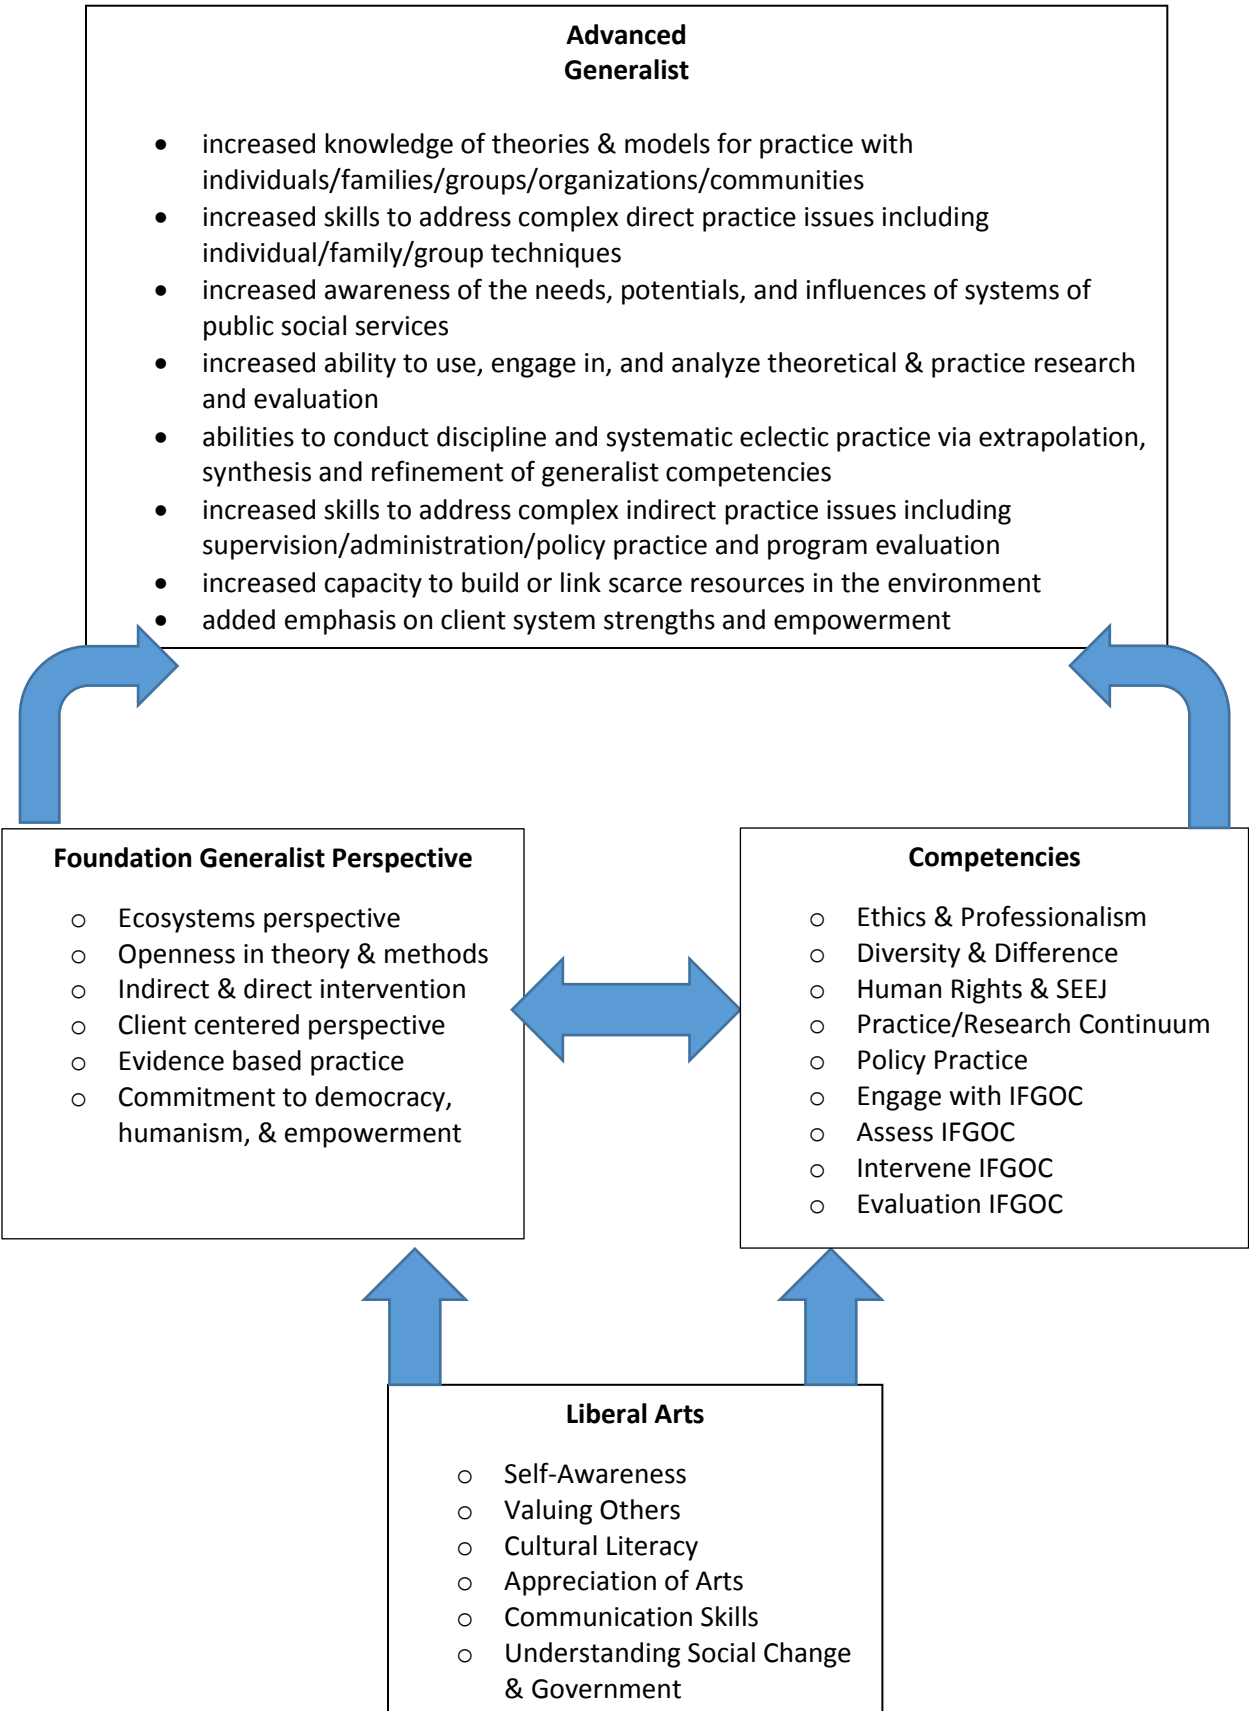 Advanced
Generalist
• increased knowledge of theories & models for practice with
individuals/families/groups/organizations/communities
• increased skills to address complex direct practice issues including
individual/family/group techniques
• increased awareness of the needs, potentials, and influences of systems of
public social services
• increased ability to use, engage in, and analyze theoretical & practice research
and evaluation
• abilities to conduct discipline and systematic eclectic practice via extrapolation,
synthesis and refinement of generalist competencies
• increased skills to address complex indirect practice issues including
supervision/administration/policy practice and program evaluation
• increased capacity to build or link scarce resources in the environment
• added emphasis on client system strengths and empowerment
Foundation Generalist Perspective
o Ecosystems perspective
o Openness in theory & methods
o Indirect & direct intervention
o Client centered perspective
o Evidence based practice
o Commitment to democracy,
humanism, & empowerment
Competencies
o Ethics & Professionalism
o Diversity & Difference
o Human Rights & SEEJ
o Practice/Research Continuum
o Policy Practice
o Engage with IFGOC
o Assess IFGOC
o Intervene IFGOC
o Evaluation IFGOC
Liberal Arts
o Self-Awareness
o Valuing Others
o Cultural Literacy
o Appreciation of Arts
o Communication Skills
o Understanding Social Change
& Government